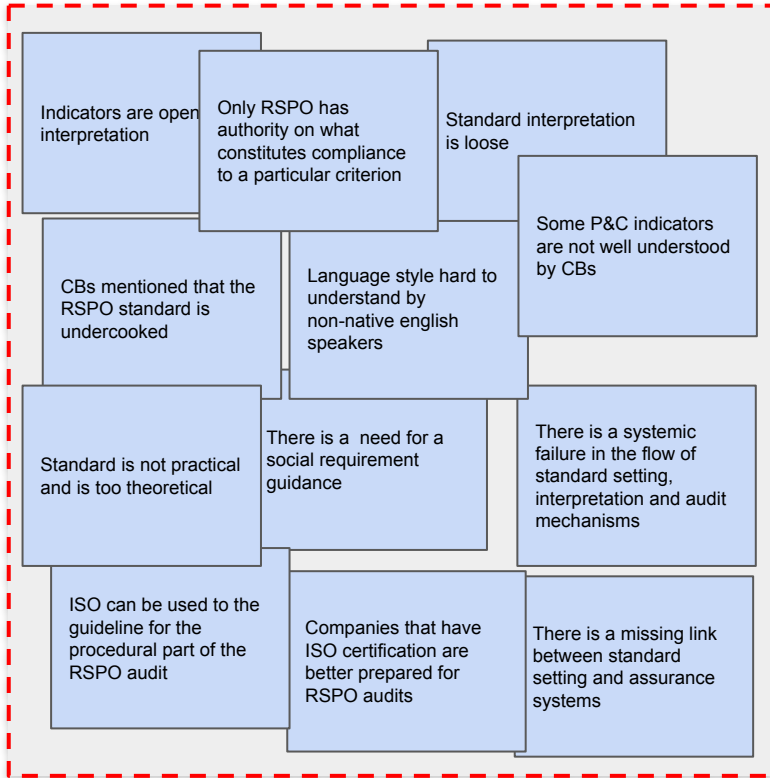 Indicators are open
interpretation
Only RSPO has
authority on what
constitutes compliance
to a particular criterion
Standard interpretation
is loose
Some P&C indicators
are not well understood
by CBs
CBs mentioned that the
RSPO standard is
undercooked
Language style hard to
understand by
non-native english
speakers
Standard is not practical
and is too theoretical
There is a  need for a
social requirement
guidance
There is a systemic
failure in the flow of
standard setting,
interpretation and audit
mechanisms
ISO can be used to the
guideline for the
procedural part of the
RSPO audit
Companies that have
ISO certification are
better prepared for
RSPO audits
There is a missing link
between standard
setting and assurance
systems